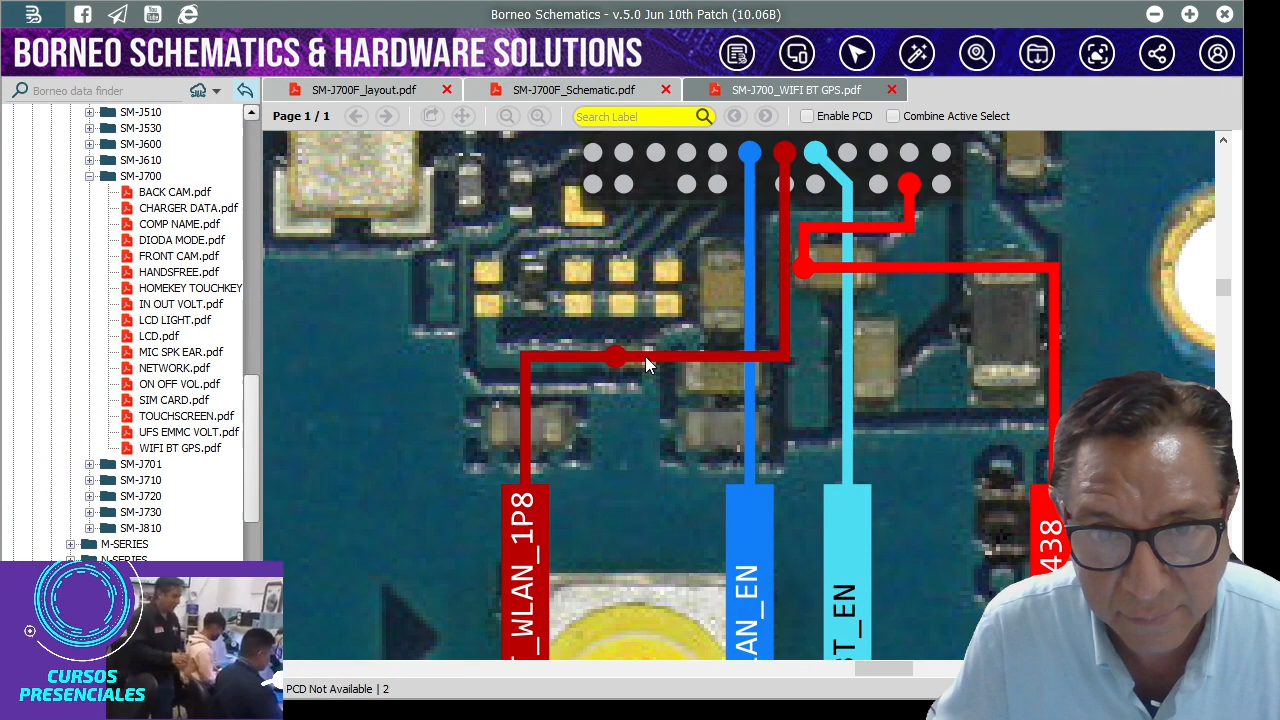 Borneo Schematics - v.5.0 Jun 10th Patch (10.06B)
BORNEO SCHEMATICS & HARDWARE SOLUTIONS
Borneo data finder
SM-J700F_layout.pdf
SM-J700F_Schematic.pdf
SM-J700_WIFI BT GPS.pdf
Page 1 / 1
Search Label
Enable PCD
Combine Active Select
SM-J510
SM-J530
SM-J600
SM-J610
SM-J700
BACK CAM.pdf
CHARGER DATA.pdf
COMP NAME.pdf
DIODA MODE.pdf
FRONT CAM.pdf
HANDSFREE.pdf
HOMEKEY TOUCHKEY
IN OUT VOLT.pdf
LCD LIGHT.pdf
LCD.pdf
MIC SPK EAR.pdf
NETWORK.pdf
ON OFF VOL.pdf
SIM CARD.pdf
TOUCHSCREEN.pdf
UFS EMMC VOLT.pdf
WIFI BT GPS.pdf
SM-J701
SM-J710
SM-J720
SM-J730
SM-J810
M-SERIES
N-SERIES
T_WLAN_1P8
LAN_EN
BT_EN
438
CURSOS
PRESENCIALES
PCD Not Available | 2